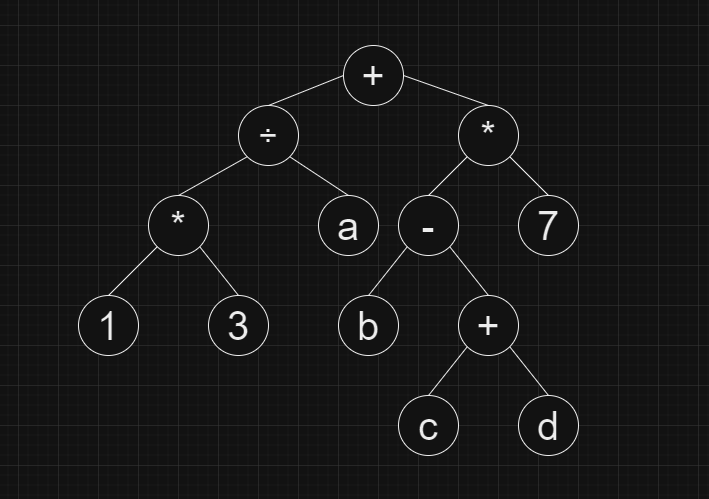 +
÷ *
* a - 7
1 3 b +
c d